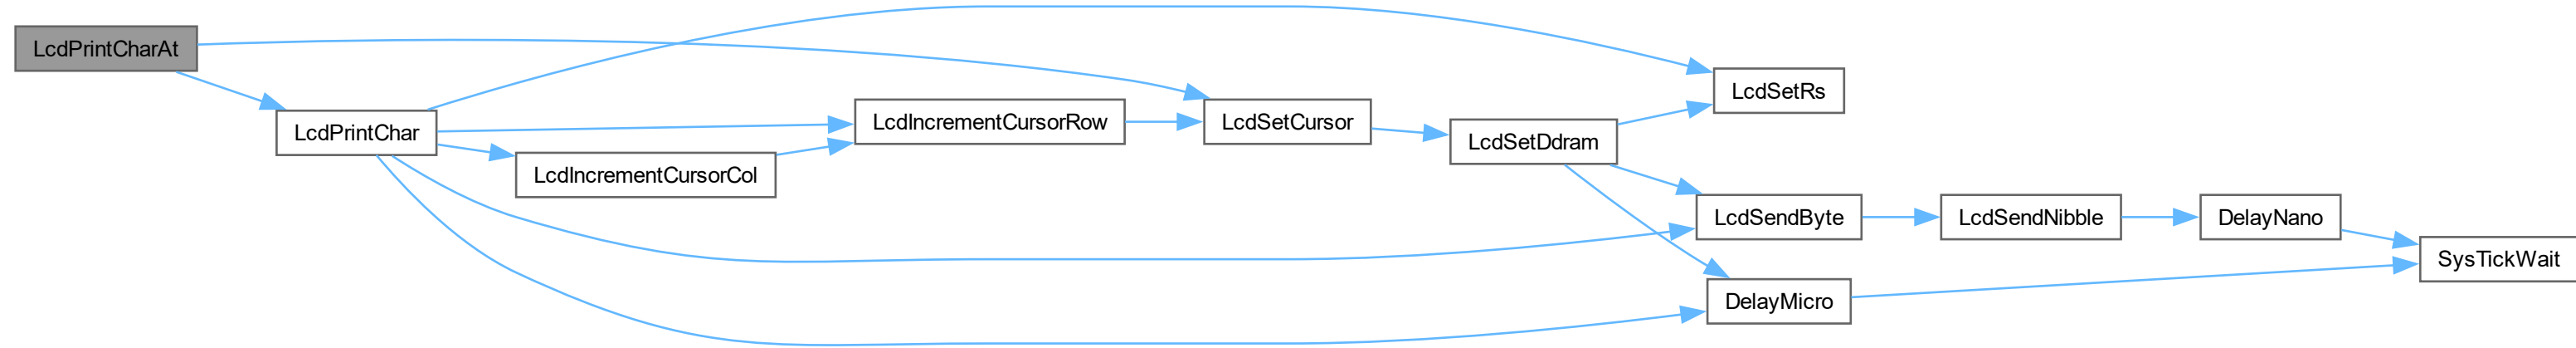 LcdPrintCharAt
LcdPrintChar
LcdIncrementCursorRow
LcdIncrementCursorCol
LcdSetCursor
LcdSetDdram
LcdSetRs
LcdSendByte
LcdSendNibble
DelayNano
DelayMicro
SysTickWait